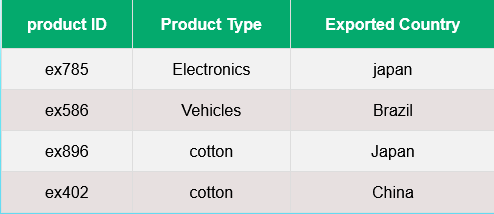 product ID Product Type Exported Country
ex785 Electronics japan
ex586 Vehicles Brazil
ex896 cotton Japan
ex402 cotton China